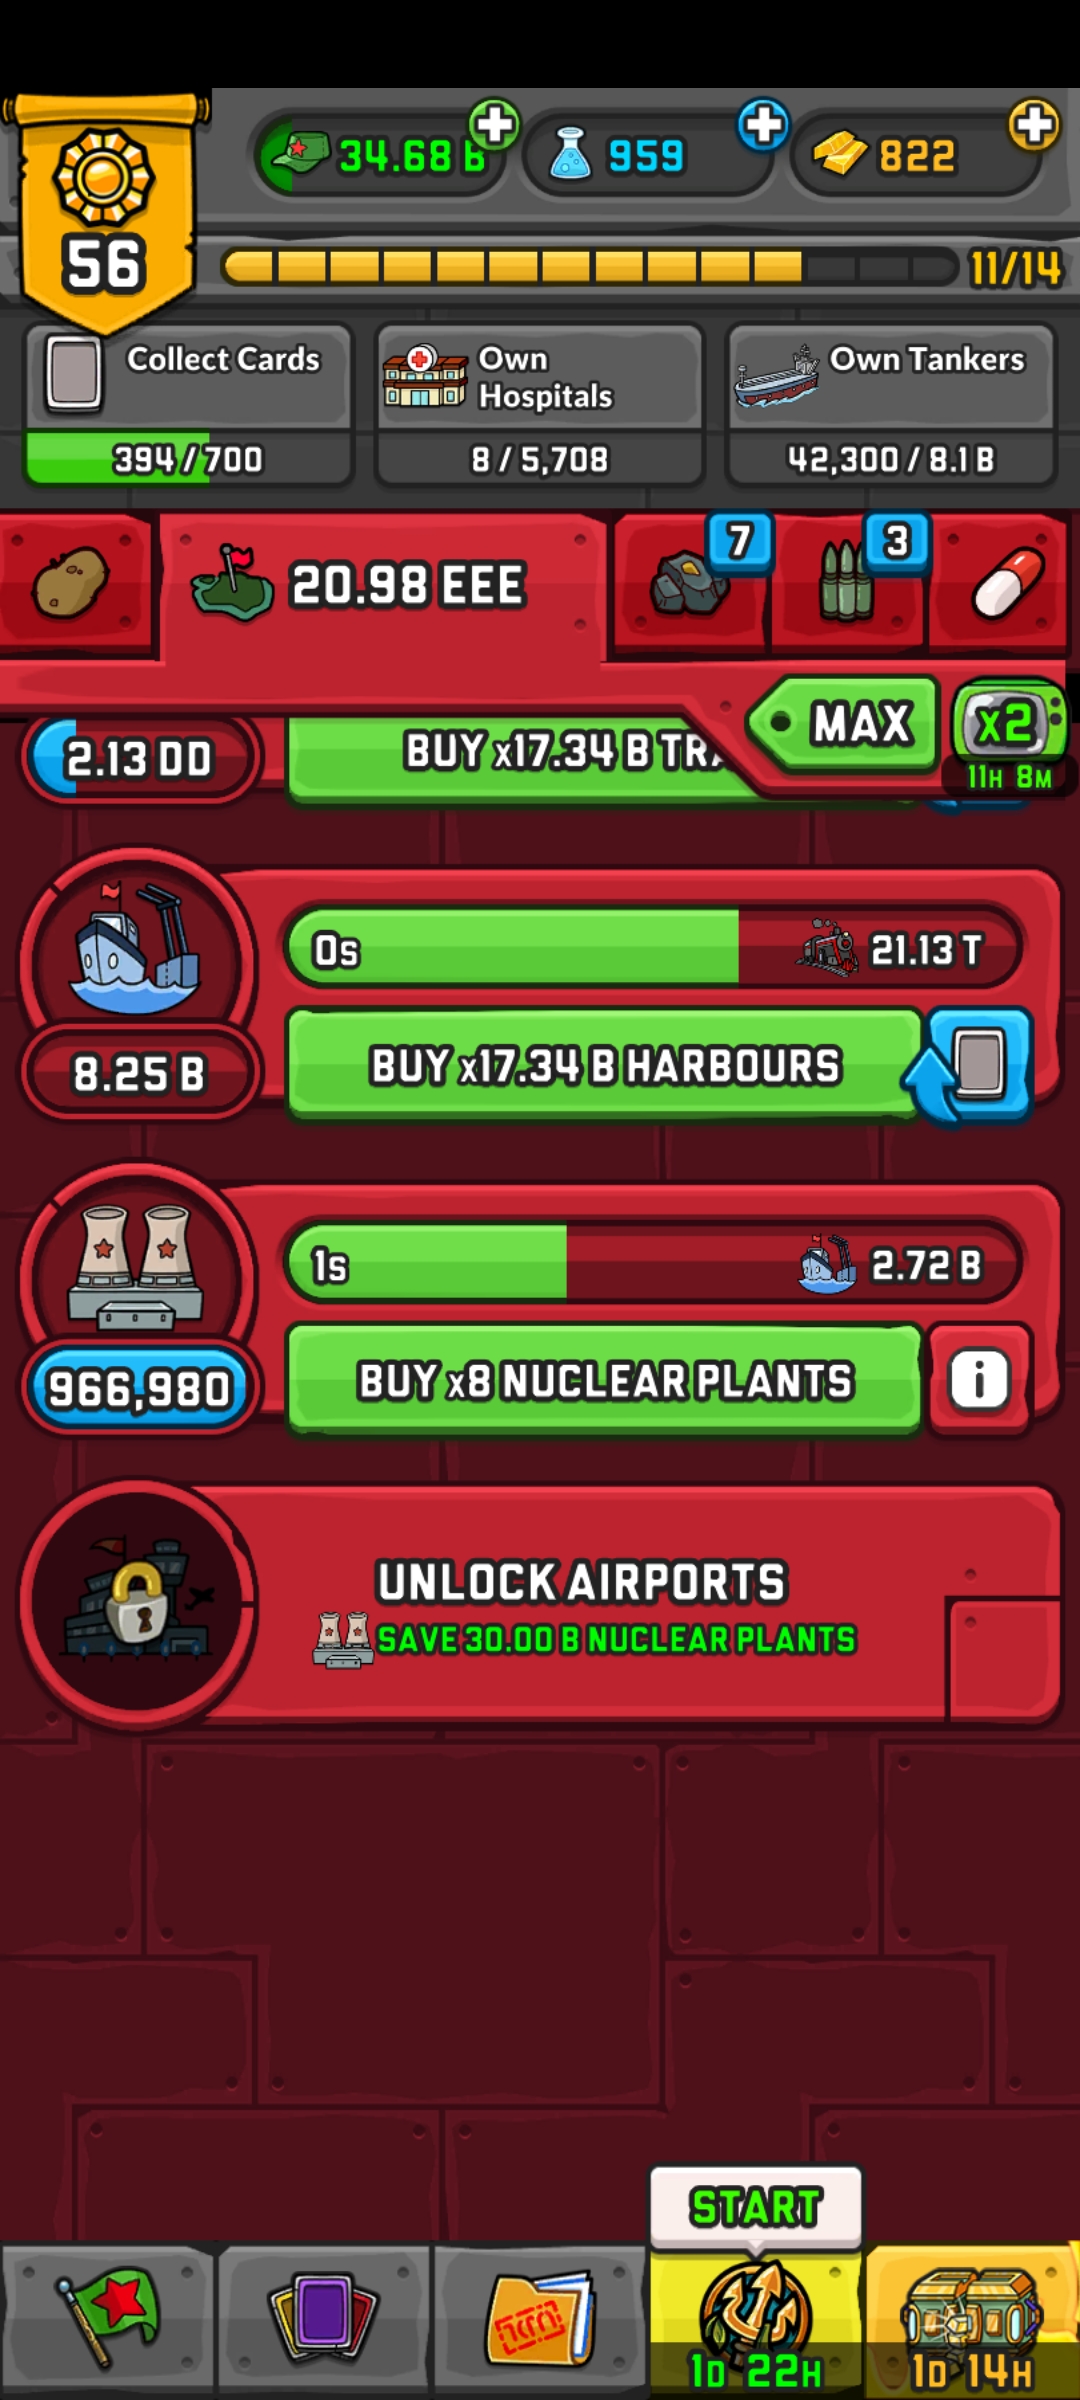 34.68 B
959
822
56
11/14
Collect Cards
394/700
Own
Hospitals
8/5,708
Own Tankers
42,300/8.1 B
20.98 EEE
7
3
MAX
x2
11H 8M
2.13 DD
BUY x17.34 B
0s
21.13 T
8.25 B
BUY x17.34 B HARBOURS
1s
2.72 B
966,980
BUY x8 NUCLEAR PLANTS
i
UNLOCK AIRPORTS
SAVE 30.00 B NUCLEAR PLANTS
START
1D 22H
1D 14H